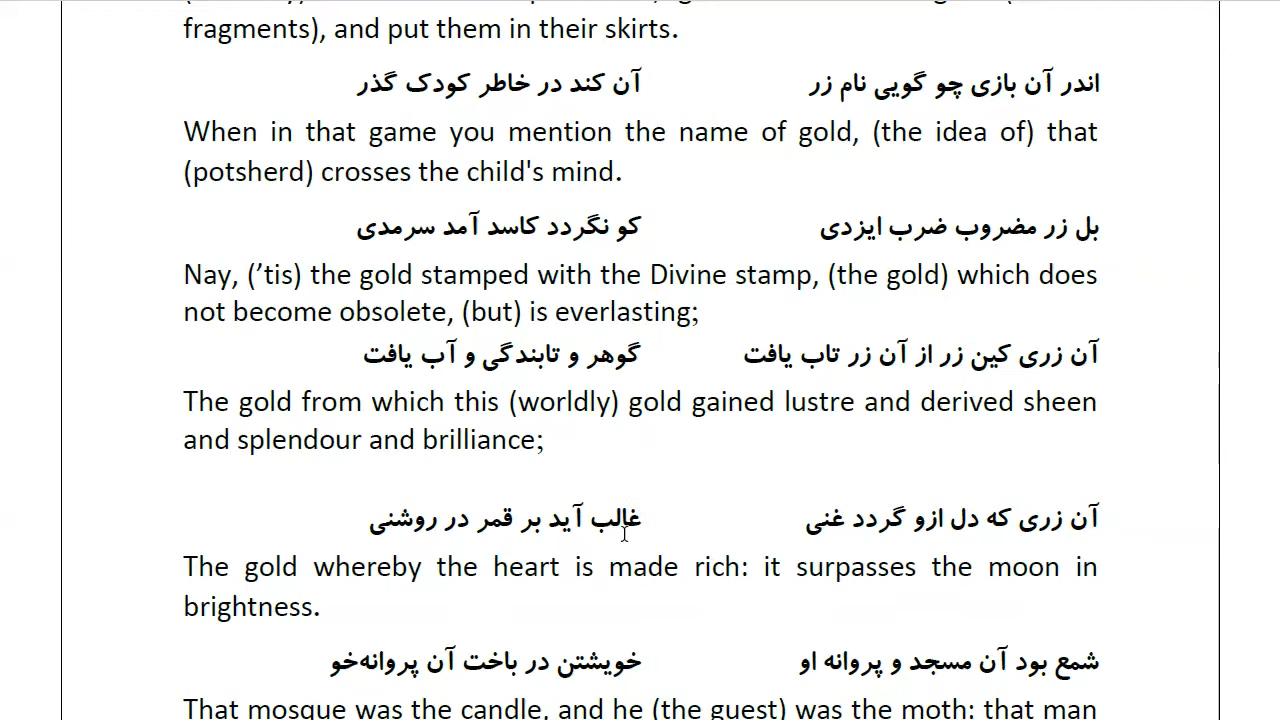 fragments), and put them in their skirts.
اندر آن بازی چو گویی نام زر آن کند در خاطر کودک گذر
When in that game you mention the name of gold, (the idea of) that
(potsherd) crosses the child's mind.
بل زر مضروب ضرب ایزدی کو نگردد کاسد آمد سرمدی
Nay, (’tis) the gold stamped with the Divine stamp, (the gold) which does
not become obsolete, (but) is everlasting;
آن زری کین زر از آن زر تاب یافت گوهر و تابندگی و آب یافت
The gold from which this (worldly) gold gained lustre and derived sheen
and splendour and brilliance;
آن زری که دل ازو گردد غنی غالب آید بر قمر در روشنی
The gold whereby the heart is made rich: it surpasses the moon in
brightness.
شمع بود آن مسجد و پروانه او خویشتن در باخت آن پروانه‌خو
That mosque was the candle, and he (the guest) was the moth: that man